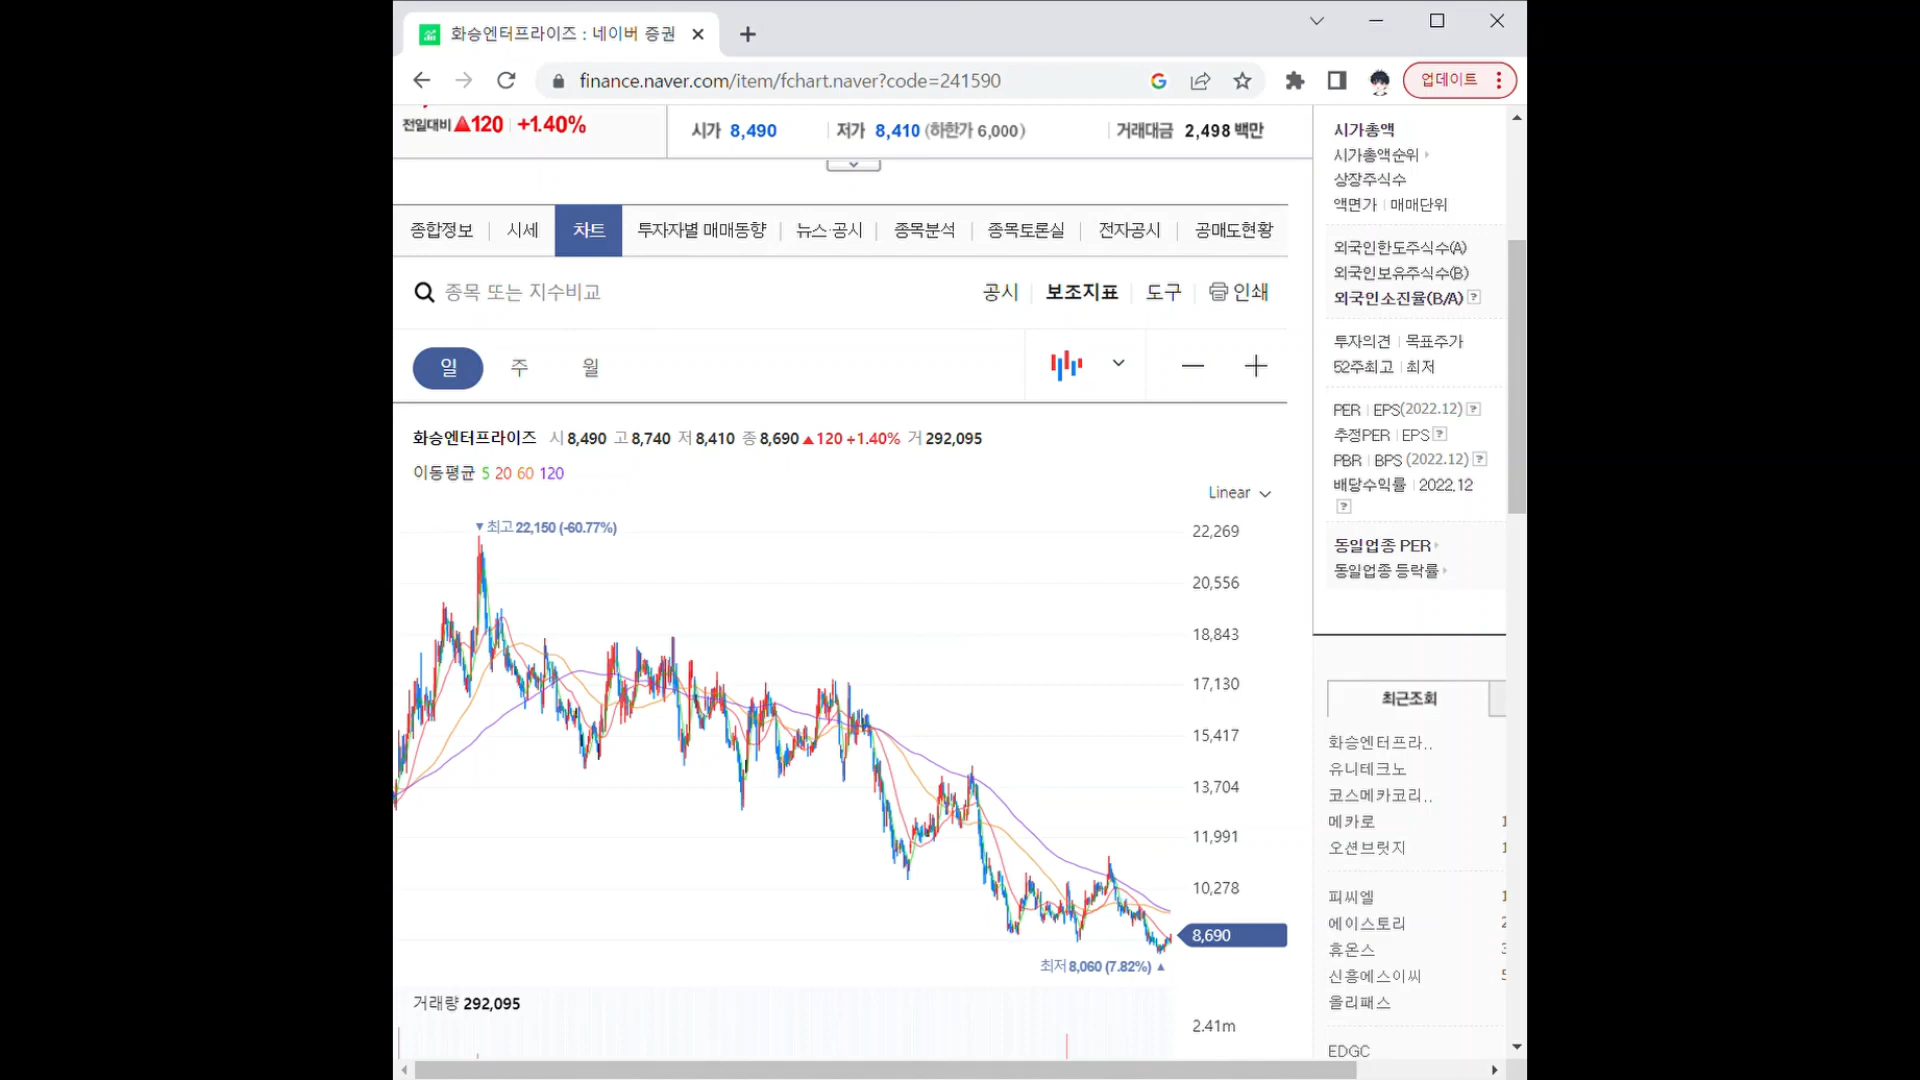 화승엔터프라이즈 : 네이버 증권
finance.naver.com/item/fchart.naver?code=241590
업데이트
전일대비 ▲120 +1.40%
시가 8,490 저가 8,410 (하한가 6,000) 거래대금 2,498 백만
종합정보 시세 차트 투자자별 매매동향 뉴스·공시 종목분석 종목토론실 전자공시 공매도현황
종목 또는 지수비교
공시 보조지표 도구 인쇄
일 주 월
화승엔터프라이즈 시 8,490 고 8,740 저 8,410 종 8,690 ▲120 +1.40% 거 292,095
이동평균 5 20 60 120
Linear
▼최고 22,150 (-60.77%)
22,269
20,556
18,843
17,130
15,417
13,704
11,991
10,278
8,690
최저 8,060 (7.82%) ▲
거래량 292,095
2.41m
시가총액
시가총액순위
상장주식수
액면가 | 매매단위
외국인한도주식수(A)
외국인보유주식수(B)
외국인소진율(B/A) ?
투자의견 | 목표주가
52주최고 | 최저
PER | EPS(2022.12) ?
추정PER | EPS ?
PBR | BPS (2022.12) ?
배당수익률 | 2022.12
?
동일업종 PER
동일업종 등락률
최근조회
화승엔터프라..
유니테크노
코스메카코리..
메카로 1
오션브릿지 1
피씨엘 1
에이스토리 2
휴온스 3
신흥에스이씨 5
올리패스
EDGC